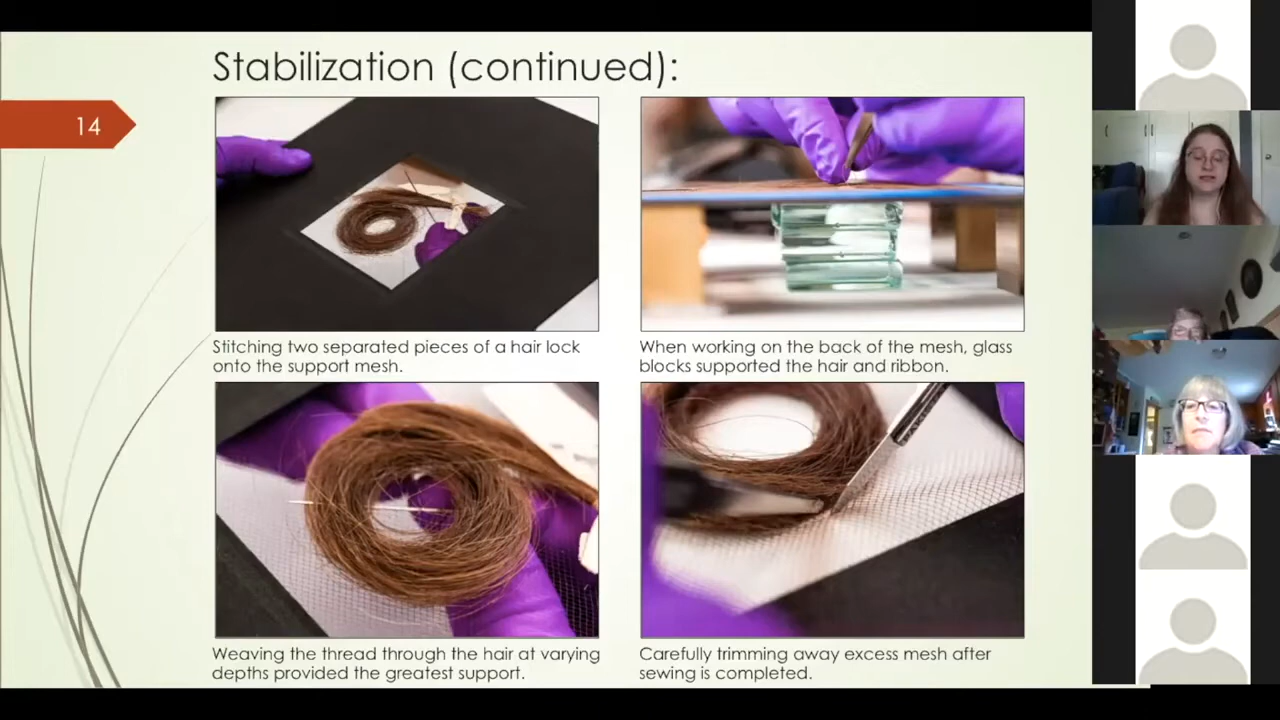 Stabilization (continued):
14
Stitching two separated pieces of a hair lock
onto the support mesh.
When working on the back of the mesh, glass
blocks supported the hair and ribbon.
Weaving the thread through the hair at varying
depths provided the greatest support.
Carefully trimming away excess mesh after
sewing is completed.